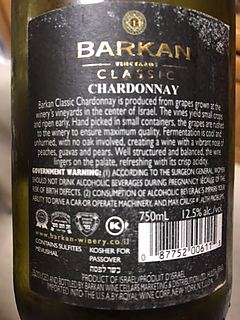 BARKAN
VINEYARDS
CLASSIC
CHARDONNAY
Barkan Classic Chardonnay is produced from grapes grown at the
winery's vineyards in the center of Israel. The vines yield small crops
and ripen early. Hand picked in small containers, the grapes are rushed
to the winery to ensure maximum quality. Fermentation is cool and
unhurried, with no oak involved, creating a wine with a vibrant nose of
peaches, guavas and pears. Well structured and balanced, the wine
lingers on the palate, refreshing with its crisp acidity.
GOVERNMENT WARNING: (1) ACCORDING TO THE SURGEON GENERAL, WOMEN
SHOULD NOT DRINK ALCOHOLIC BEVERAGES DURING PREGNANCY BECAUSE OF THE
RISK OF BIRTH DEFECTS. (2) CONSUMPTION OF ALCOHOLIC BEVERAGES IMPAIRS YOUR
ABILITY TO DRIVE A CAR OR OPERATE MACHINERY, AND MAY CAUSE HEALTH PROBLEMS.
750mL 12.5% alc./vol.
www.barkan-winery.co.il
CONTAINS SULFITES
MEVUSHAL
KOSHER FOR
PASSOVER
כשר לפסח
0 87752 00611
PRODUCED AND BOTTLED BY BARKAN WINE CELLARS
IMPORTED INTO THE U.S.A. BY ROYAL WINE CORP., NEW YORK